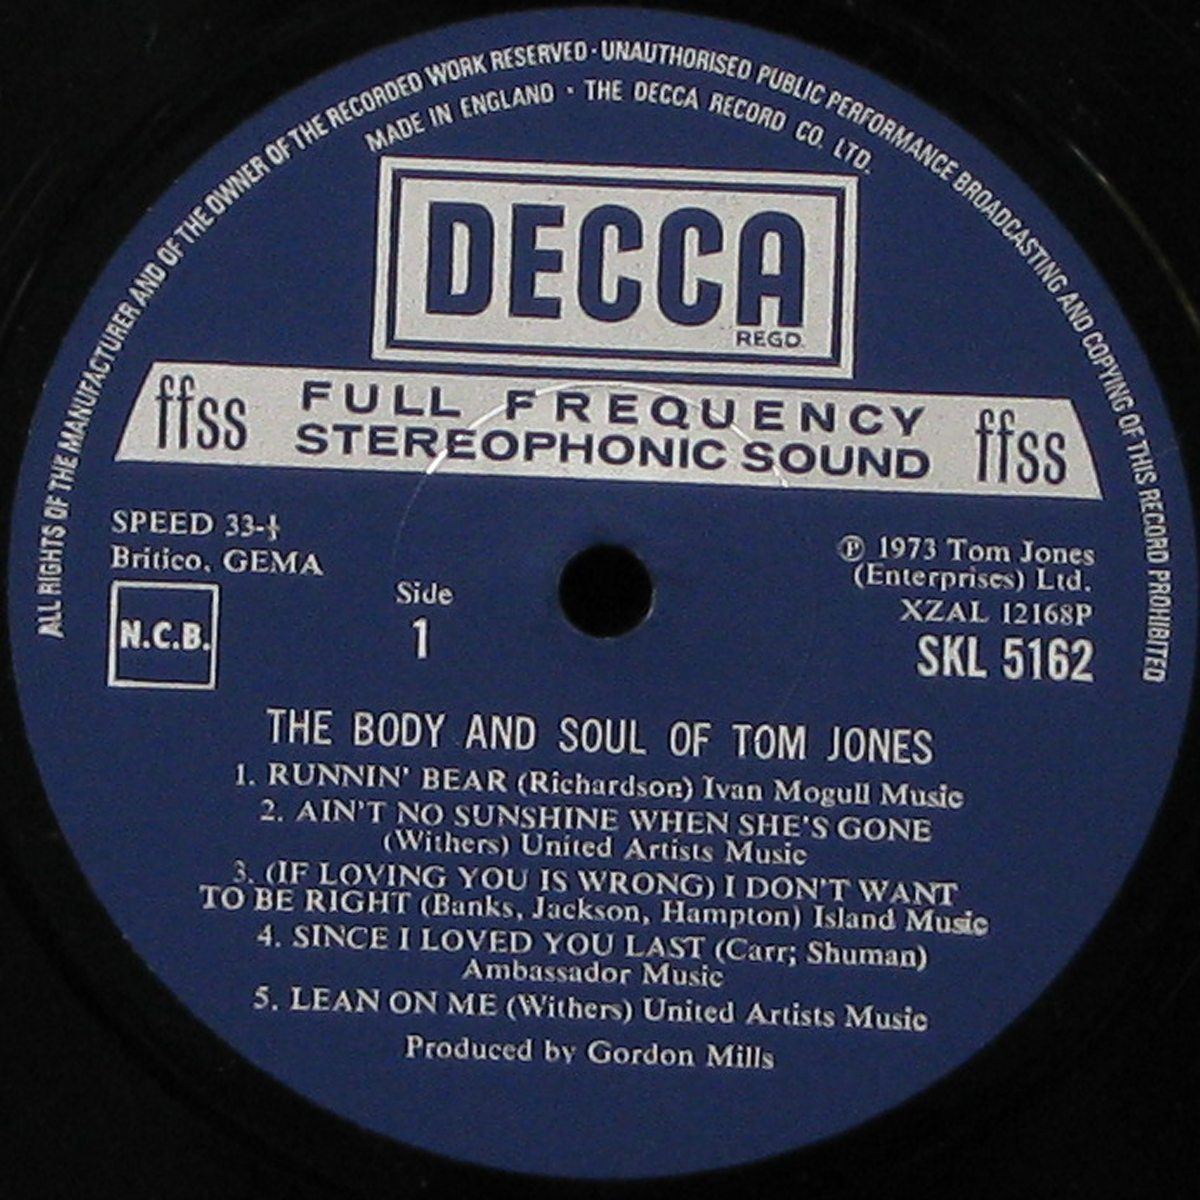 ALL RIGHTS OF THE MANUFACTURER AND OF THE OWNER OF THE RECORDED WORK RESERVED · UNAUTHORISED PUBLIC PERFORMANCE BROADCASTING AND COPYING OF THIS RECORD PROHIBITED
MADE IN ENGLAND · THE DECCA RECORD CO. LTD.
DECCA
REGD.
ffss FULL FREQUENCY ffss
STEREOPHONIC SOUND
SPEED 33-⅓
Britico, GEMA
N.C.B.
Side
1
℗ 1973 Tom Jones
(Enterprises) Ltd.
XZAL 12168P
SKL 5162
THE BODY AND SOUL OF TOM JONES
1. RUNNIN' BEAR (Richardson) Ivan Mogull Music
2. AIN'T NO SUNSHINE WHEN SHE'S GONE
(Withers) United Artists Music
3. (IF LOVING YOU IS WRONG) I DON'T WANT
TO BE RIGHT (Banks, Jackson, Hampton) Island Music
4. SINCE I LOVED YOU LAST (Carr; Shuman)
Ambassador Music
5. LEAN ON ME (Withers) United Artists Music
Produced by Gordon Mills